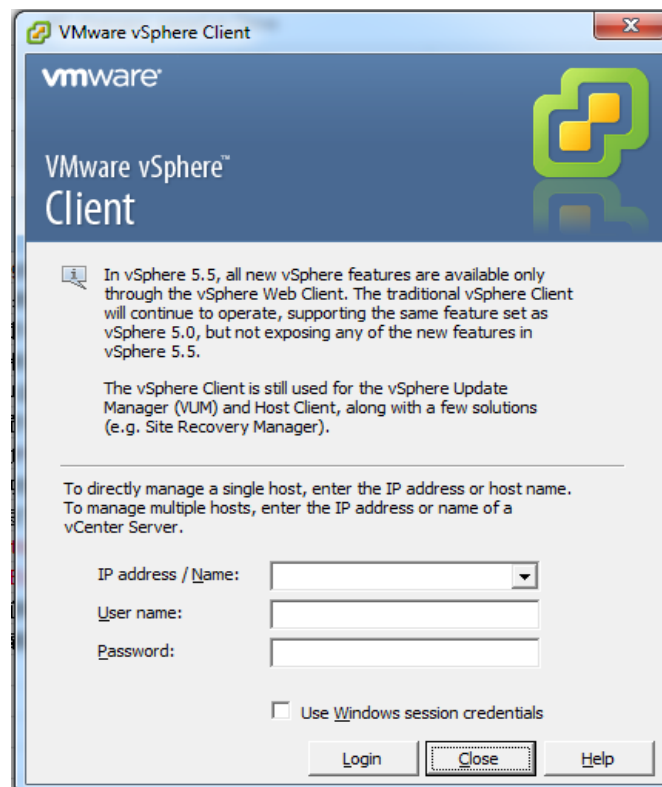 VMware vSphere Client
vmware®
VMware vSphere™
Client
In vSphere 5.5, all new vSphere features are available only
through the vSphere Web Client. The traditional vSphere Client
will continue to operate, supporting the same feature set as
vSphere 5.0, but not exposing any of the new features in
vSphere 5.5.
The vSphere Client is still used for the vSphere Update
Manager (VUM) and Host Client, along with a few solutions
(e.g. Site Recovery Manager).
To directly manage a single host, enter the IP address or host name.
To manage multiple hosts, enter the IP address or name of a
vCenter Server.
IP address / Name:
User name:
Password:
Use Windows session credentials
Login Close Help